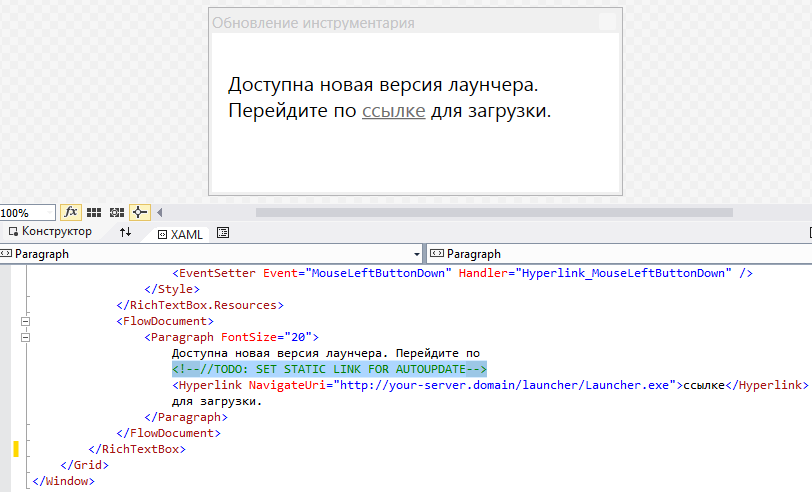 Обновление инструментария
Доступна новая версия лаунчера.
Перейдите по ссылке для загрузки.
100%
fx
Конструктор
XAML
Paragraph
Paragraph
<EventSetter Event="MouseLeftButtonDown" Handler="Hyperlink_MouseLeftButtonDown" />
</Style>
</RichTextBox.Resources>
<FlowDocument>
<Paragraph FontSize="20">
Доступна новая версия лаунчера. Перейдите по
<!--//TODO: SET STATIC LINK FOR AUTOUPDATE-->
<Hyperlink NavigateUri="http://your-server.domain/launcher/Launcher.exe">ссылке</Hyperlink>
для загрузки.
</Paragraph>
</FlowDocument>
</RichTextBox>
</Grid>
</Window>